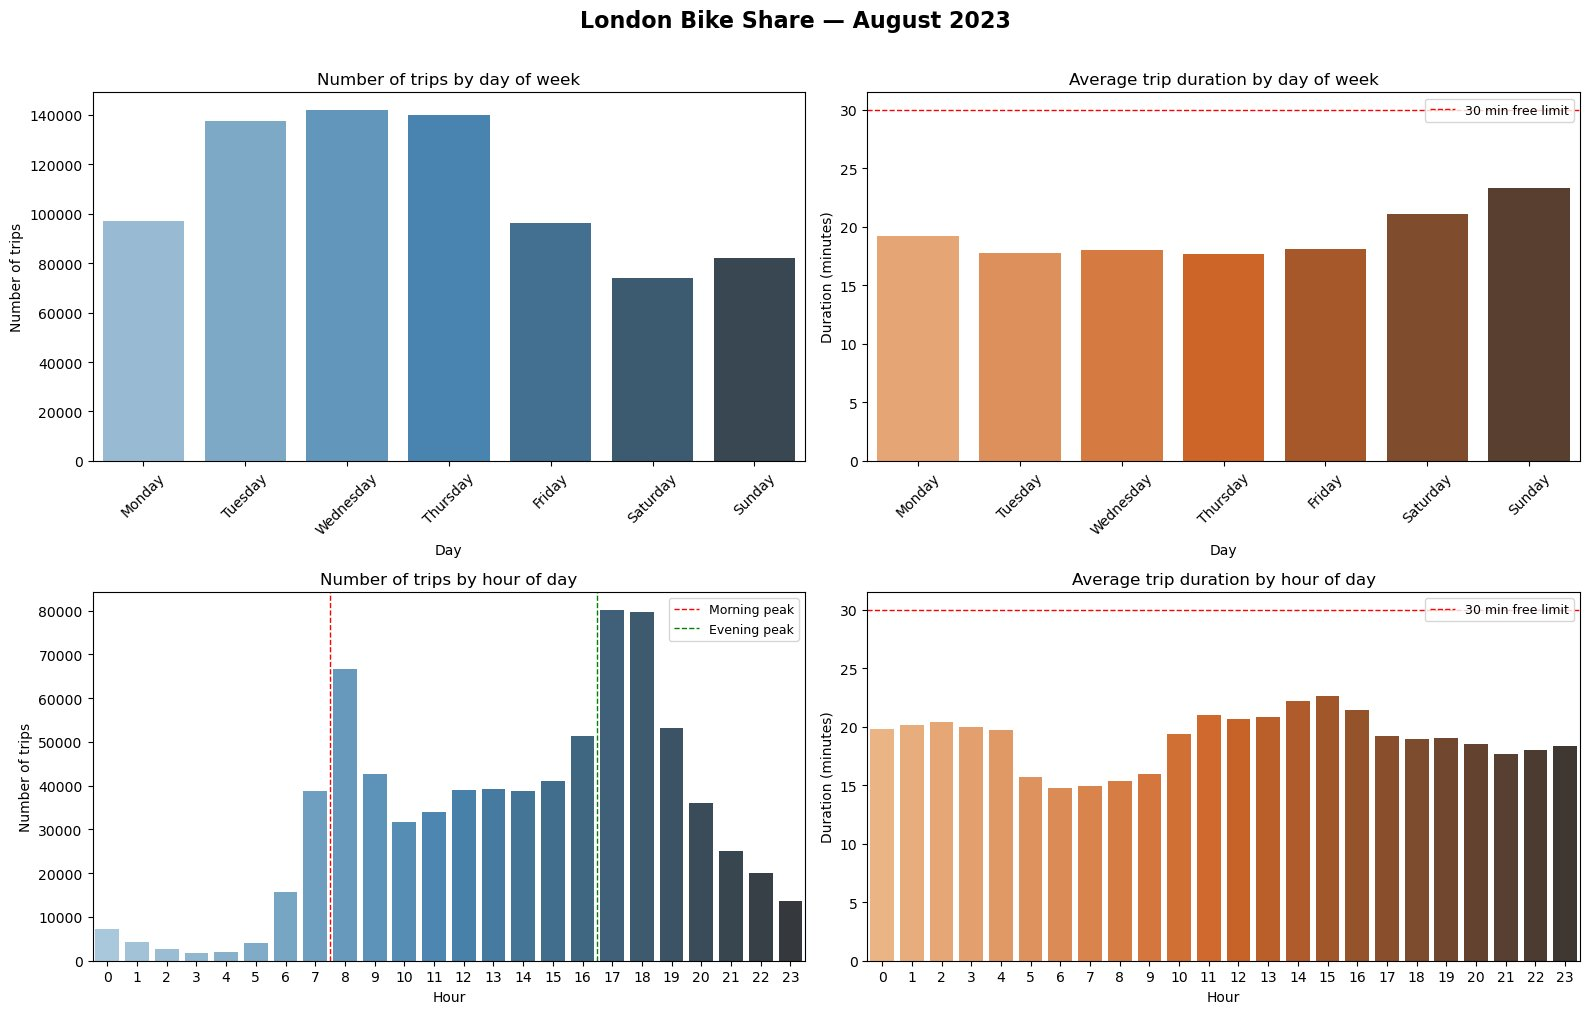 London Bike Share — August 2023
Number of trips by day of week
Number of trips
140000
120000
100000
80000
60000
40000
20000
0
Monday
Tuesday
Wednesday
Thursday
Friday
Saturday
Sunday
Day
Average trip duration by day of week
30 min free limit
Duration (minutes)
30
25
20
15
10
5
0
Monday
Tuesday
Wednesday
Thursday
Friday
Saturday
Sunday
Day
Number of trips by hour of day
Morning peak
Evening peak
Number of trips
80000
70000
60000
50000
40000
30000
20000
10000
0
0 1 2 3 4 5 6 7 8 9 10 11 12 13 14 15 16 17 18 19 20 21 22 23
Hour
Average trip duration by hour of day
30 min free limit
Duration (minutes)
30
25
20
15
10
5
0
0 1 2 3 4 5 6 7 8 9 10 11 12 13 14 15 16 17 18 19 20 21 22 23
Hour